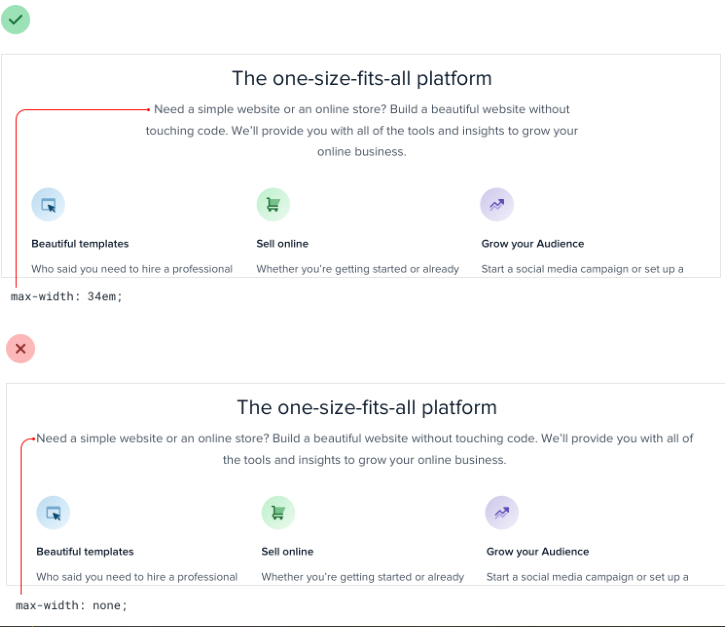 The one-size-fits-all platform
Need a simple website or an online store? Build a beautiful website without
touching code. We’ll provide you with all of the tools and insights to grow your
online business.
Beautiful templates
Sell online
Grow your Audience
Who said you need to hire a professional
Whether you’re getting started or already
Start a social media campaign or set up a
max-width: 34em;
The one-size-fits-all platform
Need a simple website or an online store? Build a beautiful website without touching code. We’ll provide you with all of
the tools and insights to grow your online business.
Beautiful templates
Sell online
Grow your Audience
Who said you need to hire a professional
Whether you’re getting started or already
Start a social media campaign or set up a
max-width: none;